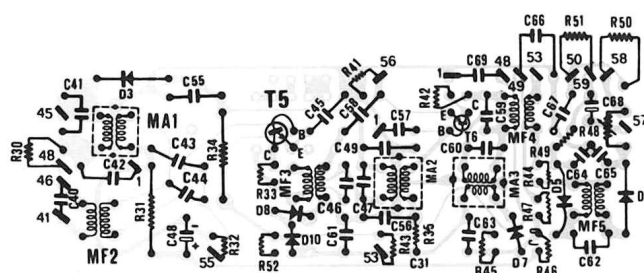 C66 R51 R50
C41 D3 C55 R41 56 C69 48 53 50 58
1 49 59
45 MA1 T5 C45 C58 1 C57 R42 C59 C67 C68
R30 E T6 MF4 R48 57
B B
48 C42 1 C43 R34 C E C49 MA2 C60 C R49
46 C44 R33 MF3 MA3 R44 C64 C65
C40 R31 D8 C46 C47 C56 D5 D
41 C48 + R32 D10 C61 R43 R35 C63 R47 MF5
MF2 55 R52 53 C31 R45 D7 R46 C62